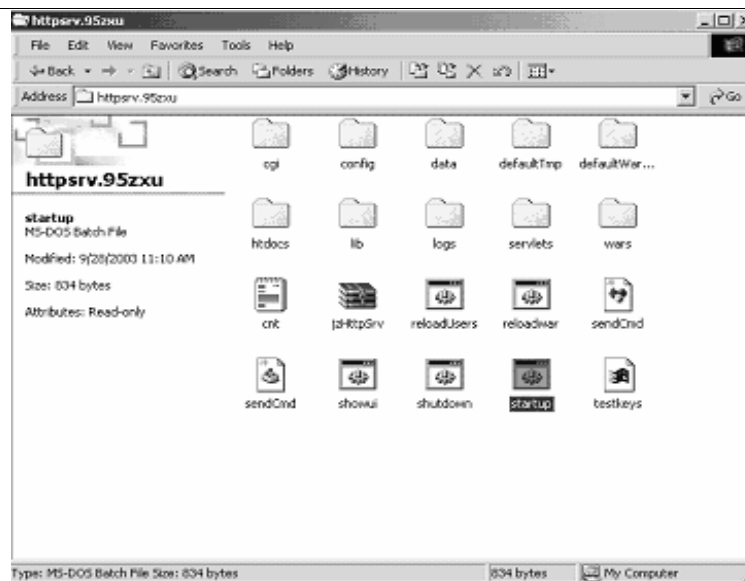 httpsrv.95zxu
File Edit View Favorites Tools Help
Back Search Folders History
Address httpsrv.95zxu Go
cgi config data defaultTmp defaultWar...
httpsrv.95zxu
startup
MS-DOS Batch File
Modified: 9/28/2003 11:10 AM
Size: 834 bytes
Attributes: Read-only
htdocs lib logs servlets wars
cnt jzHttpSrv reloadUsers reloadwar sendCmd
sendCmd showui shutdown startup testkeys
Type: MS-DOS Batch File Size: 834 bytes 834 bytes My Computer